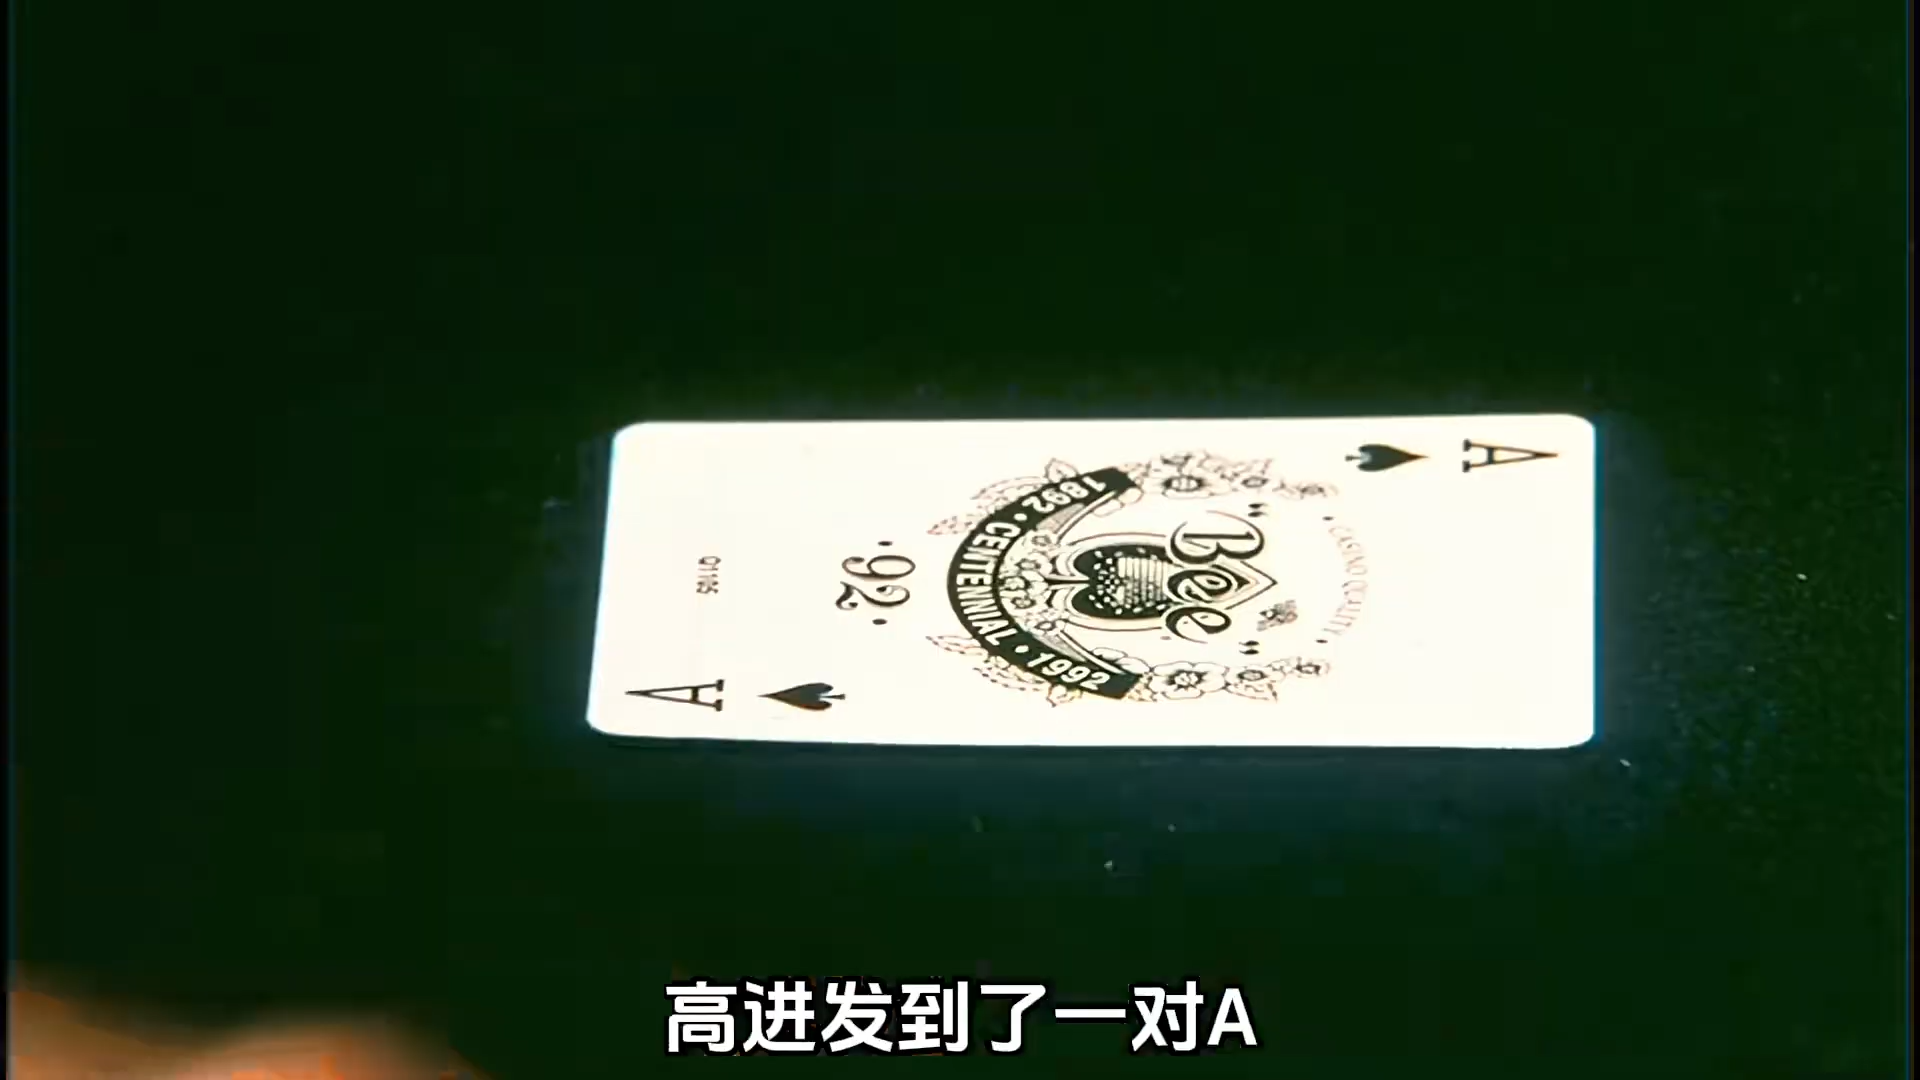 A
A
1892 · CENTENNIAL · 1992
"Bee"
· CASINO QUALITY ·
· 92 ·
高进发到了一对A